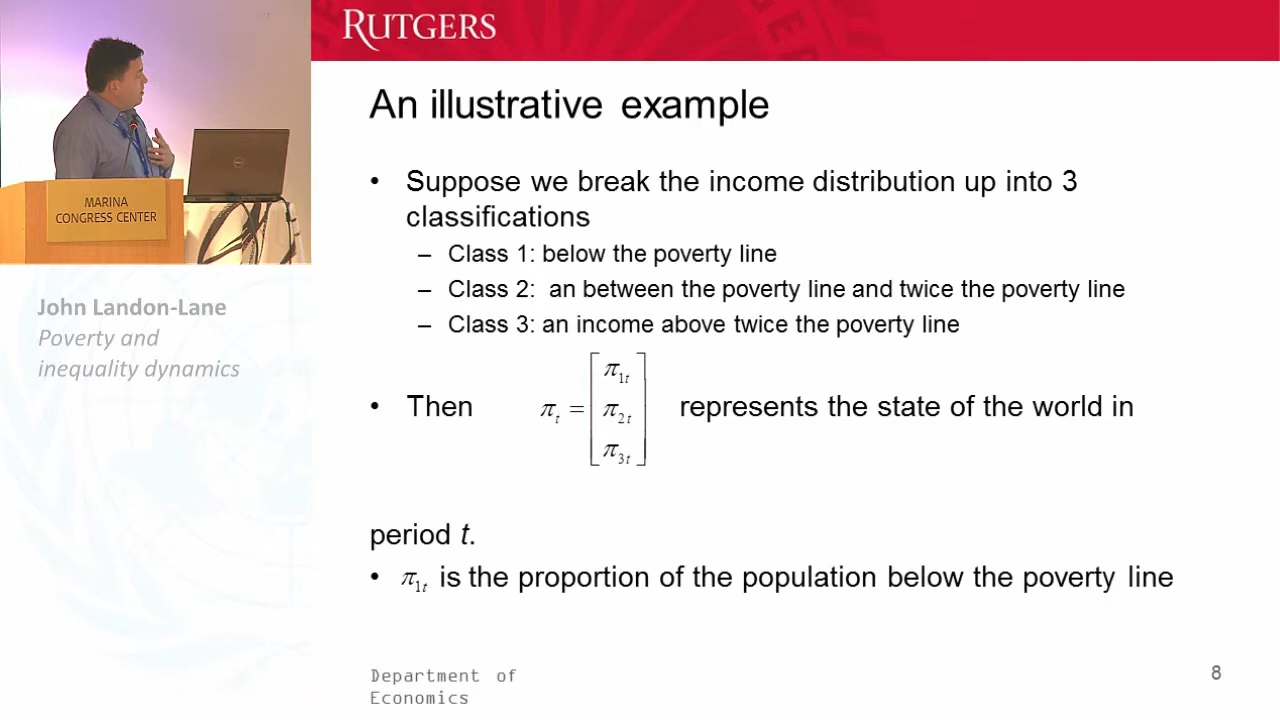 RUTGERS
An illustrative example
• Suppose we break the income distribution up into 3
classifications
– Class 1: below the poverty line
– Class 2: an between the poverty line and twice the poverty line
– Class 3: an income above twice the poverty line
• Then π_t = [π_1t π_2t π_3t] represents the state of the world in
period t.
• π_1t is the proportion of the population below the poverty line
Department of
Economics
8
MARINA
CONGRESS CENTER
John Landon-Lane
Poverty and
inequality dynamics